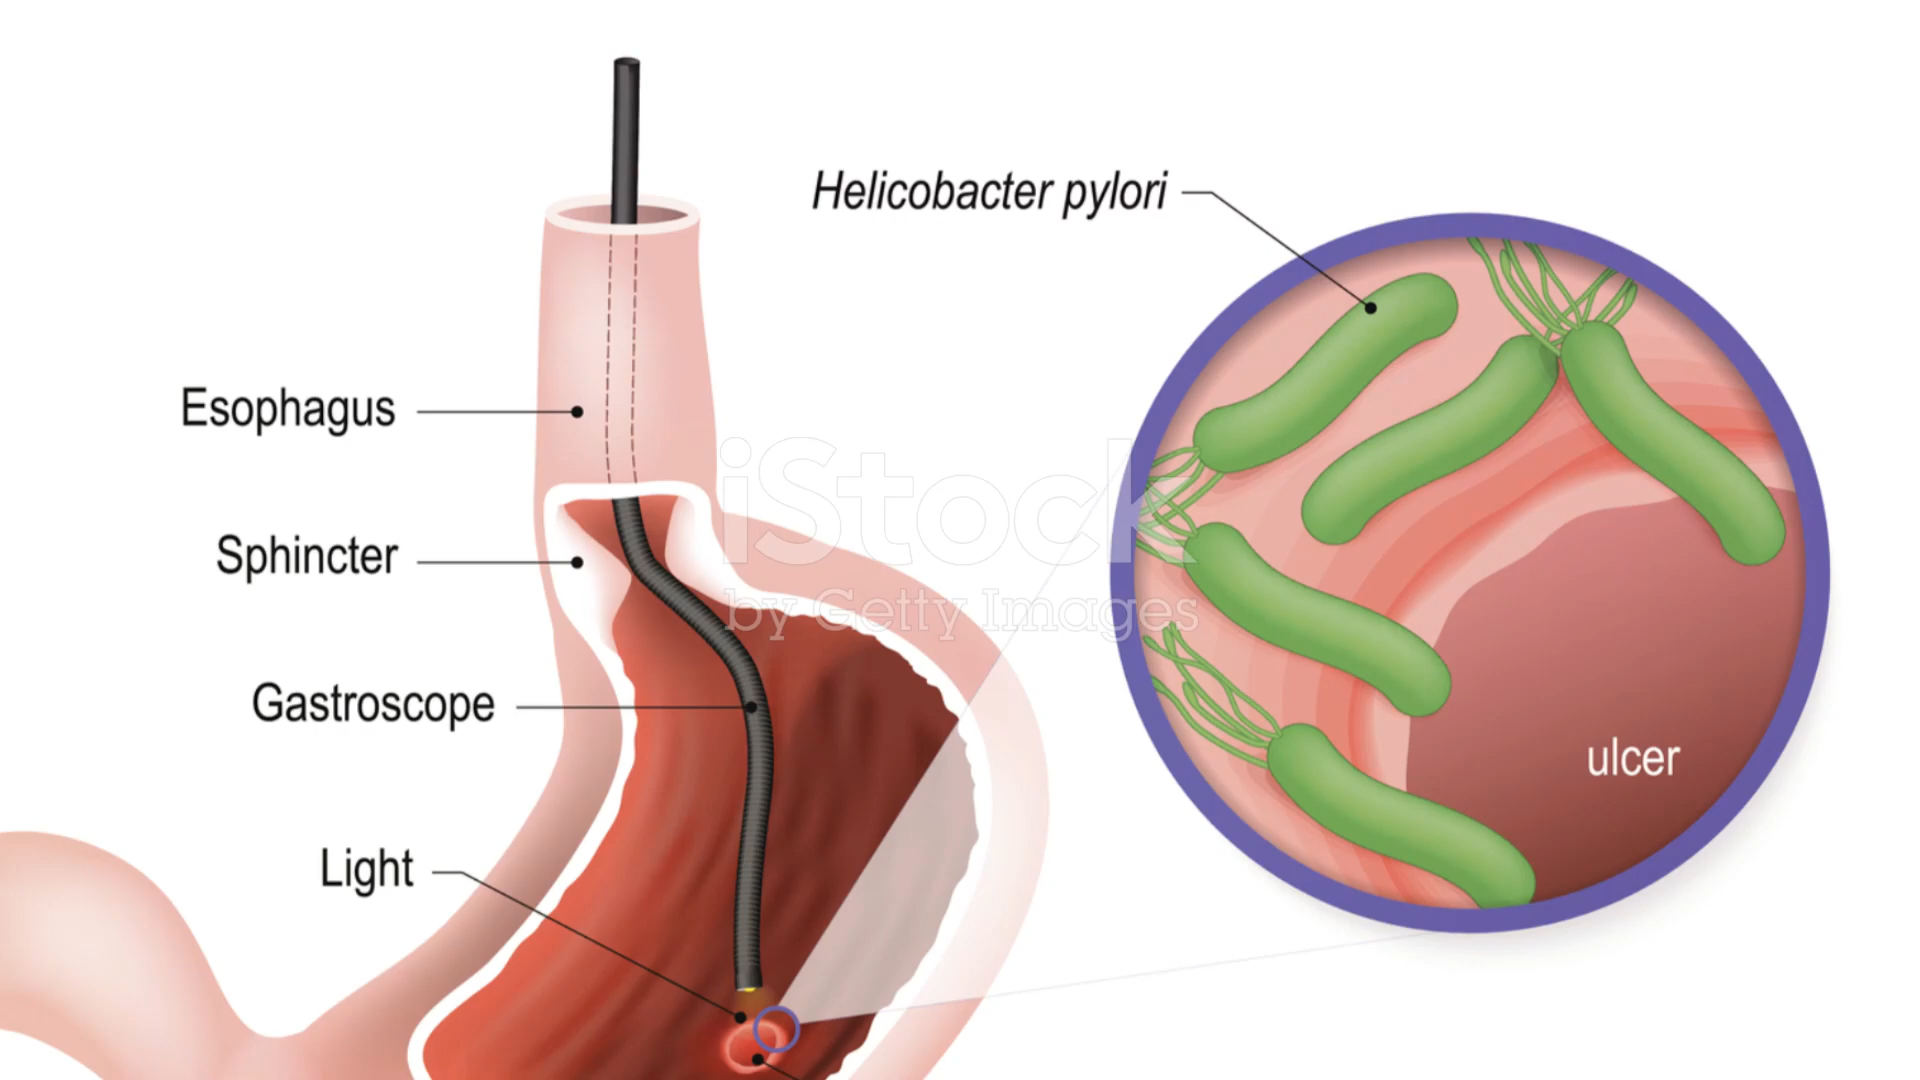 Helicobacter pylori
Esophagus
iStock
by Getty Images
Sphincter
Gastroscope
ulcer
Light